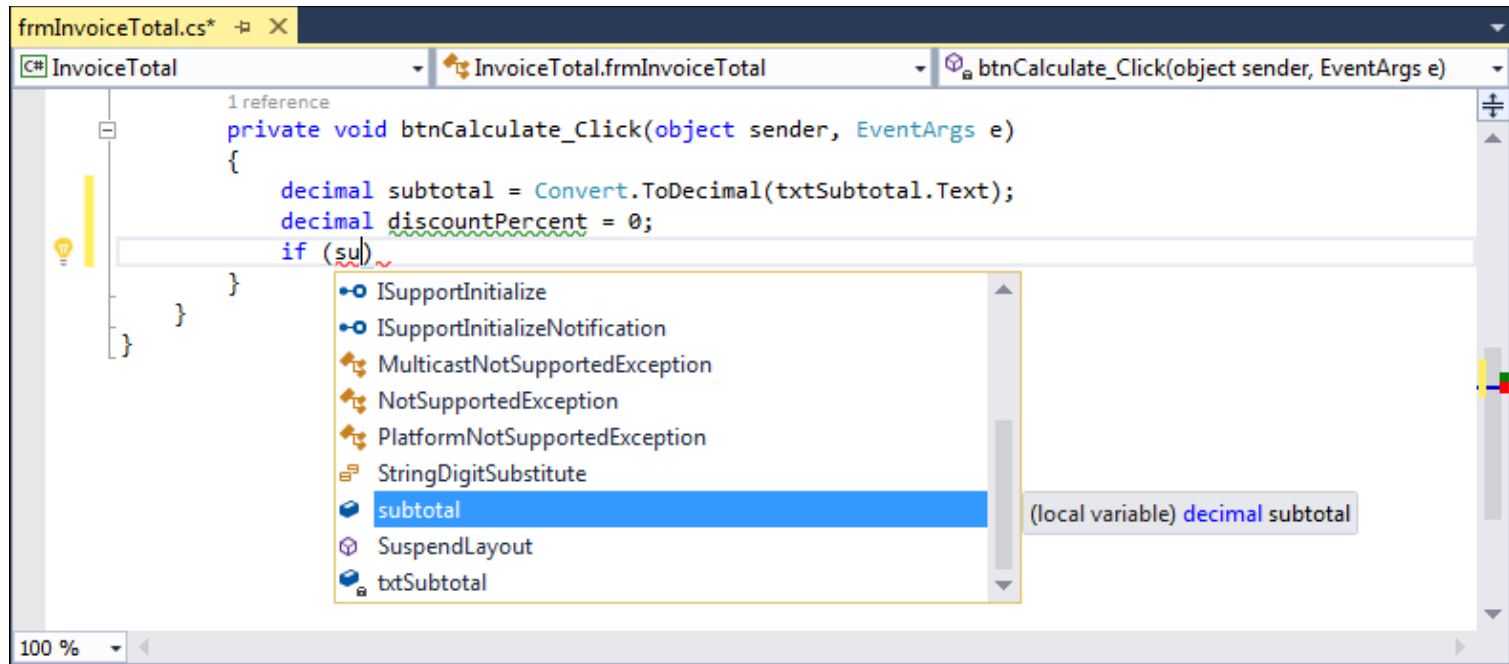 frmInvoiceTotal.cs*
C# InvoiceTotal InvoiceTotal.frmInvoiceTotal btnCalculate_Click(object sender, EventArgs e)
1 reference
private void btnCalculate_Click(object sender, EventArgs e)
{
decimal subtotal = Convert.ToDecimal(txtSubtotal.Text);
decimal discountPercent = 0;
if (su)
}
}
}
ISupportInitialize
ISupportInitializeNotification
MulticastNotSupportedException
NotSupportedException
PlatformNotSupportedException
StringDigitSubstitute
subtotal (local variable) decimal subtotal
SuspendLayout
txtSubtotal
100 %